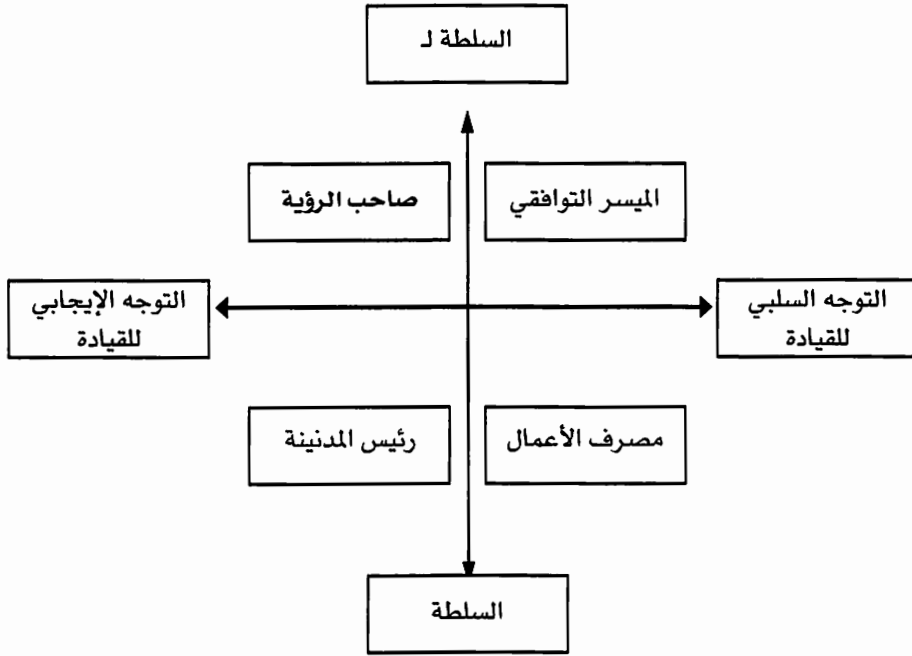 السلطة لـ
الميسر التوافقي
صاحب الرؤية
التوجه السلبي
للقيادة
التوجه الإيجابي
للقيادة
مصرف الأعمال
رئيس المدنينة
السلطة